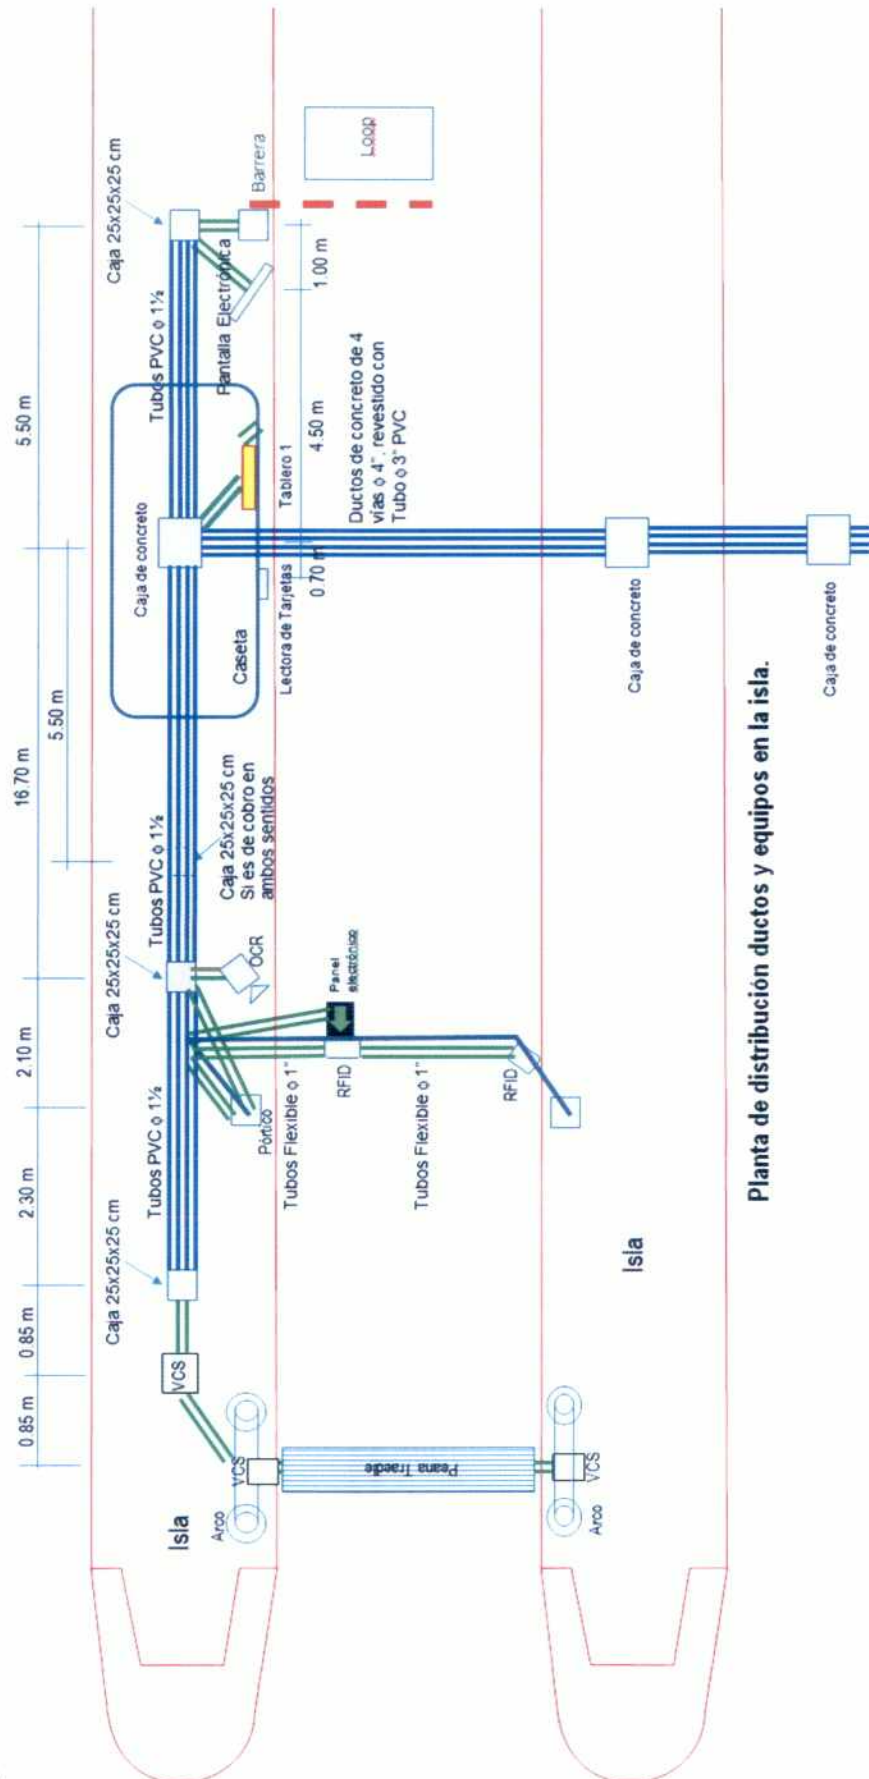 0.85 m
0.85 m
2.30 m
2.10 m
16.70 m
5.50 m
5.50 m
Caja 25x25x25 cm
Caja 25x25x25 cm
Caja 25x25x25 cm
Tubos PVC ϕ 1½
Tubos PVC ϕ 1½
Tubos PVC ϕ 1½
Caja de concreto
Caja 25x25x25 cm
Si es de cobro en
ambos sentidos
Isla
VCS
VCS
Arco
Pórtico
OCR
Caseta
Pantalla Electrónica
Barrera
Peana Traedle
Tubos Flexible ϕ 1"
RFID
Panel
electrónico
Lectora de Tarjetas
Tablero 1
0.70 m
4.50 m
1.00 m
Loop
Ductos de concreto de 4
vías ϕ 4", revestido con
Tubo ϕ 3" PVC
Tubos Flexible ϕ 1"
RFID
VCS
Arco
Isla
Caja de concreto
Caja de concreto
Planta de distribución ductos y equipos en la isla.